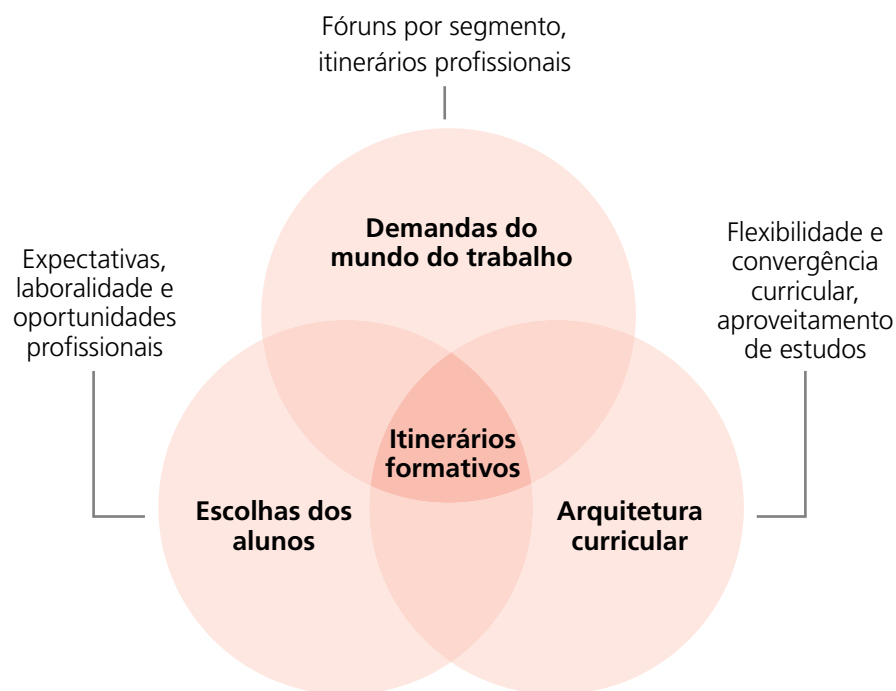 Fóruns por segmento,
itinerários profissionais
Demandas do
mundo do trabalho
Expectativas,
laboralidade e
oportunidades
profissionais
Flexibilidade e
convergência
curricular,
aproveitamento
de estudos
Itinerários
formativos
Escolhas dos
alunos
Arquitetura
curricular